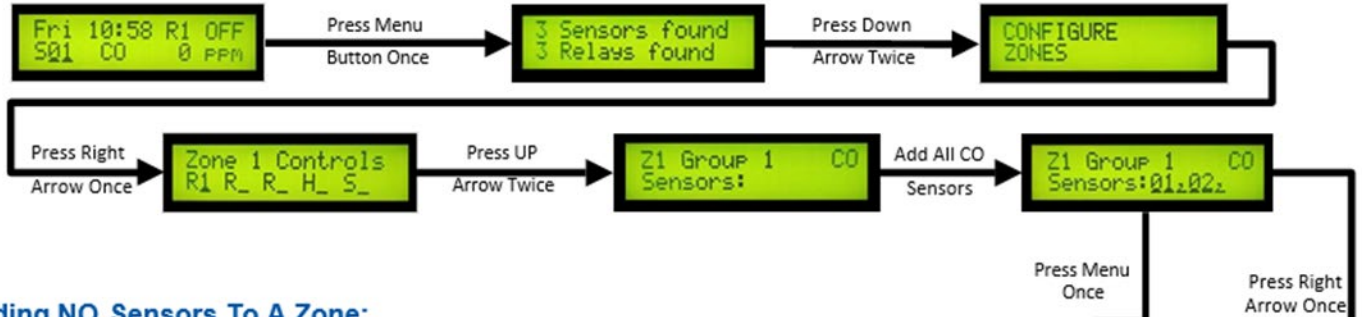 Fri 10:58 R1 OFF
S01 CO 0 PPM
Press Menu
Button Once
3 Sensors found
3 Relays found
Press Down
Arrow Twice
CONFIGURE
ZONES
Press Right
Arrow Once
Zone 1 Controls
R1 R_ R_ H_ S_
Press UP
Arrow Twice
Z1 Group 1 CO
Sensors:
Add All CO
Sensors
Z1 Group 1 CO
Sensors:01,02,
Press Menu
Once
Press Right
Arrow Once
Sensors To A Zone: